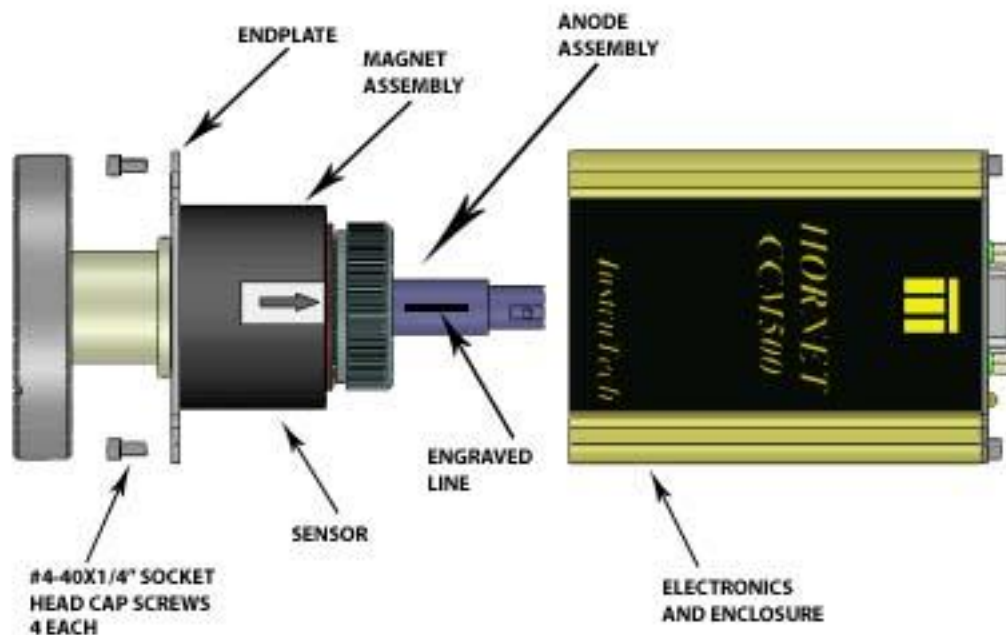 ENDPLATE
MAGNET
ASSEMBLY
ANODE
ASSEMBLY
HORNET
CCM500
InstruTech
ENGRAVED
LINE
SENSOR
#4-40X1/4" SOCKET
HEAD CAP SCREWS
4 EACH
ELECTRONICS
AND ENCLOSURE